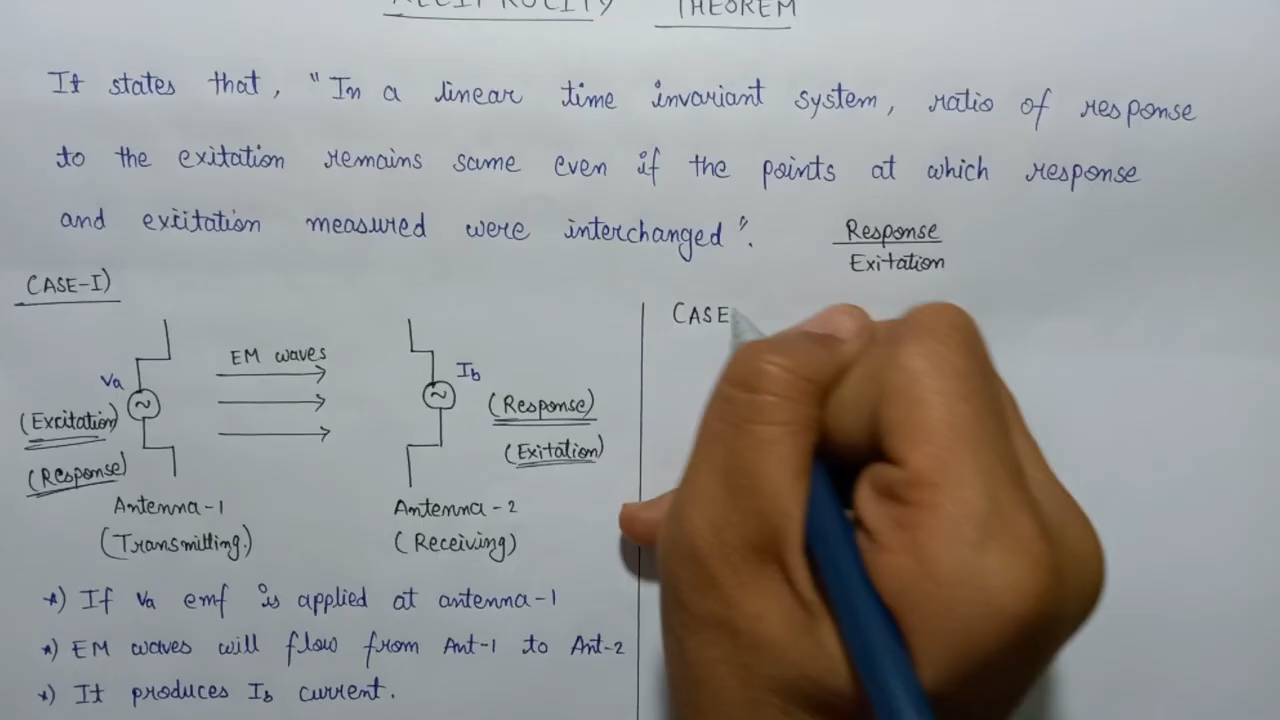 RECIPROCITY THEOREM
It states that, "In a linear time invariant system, ratio of response
to the exitation remains same even if the points at which response
and exiitation measured were interchanged".
Response
Exitation
CASE-I)
Va
(Excitation)
(Response)
EM waves
Ib
(Response)
(Exitation)
Antenna-1
(Transmitting)
Antenna-2
(Receiving)
*) If Va emf is applied at antenna-1
*) EM waves will flow from Ant-1 to Ant-2
*) It produces Ib current.
CASE